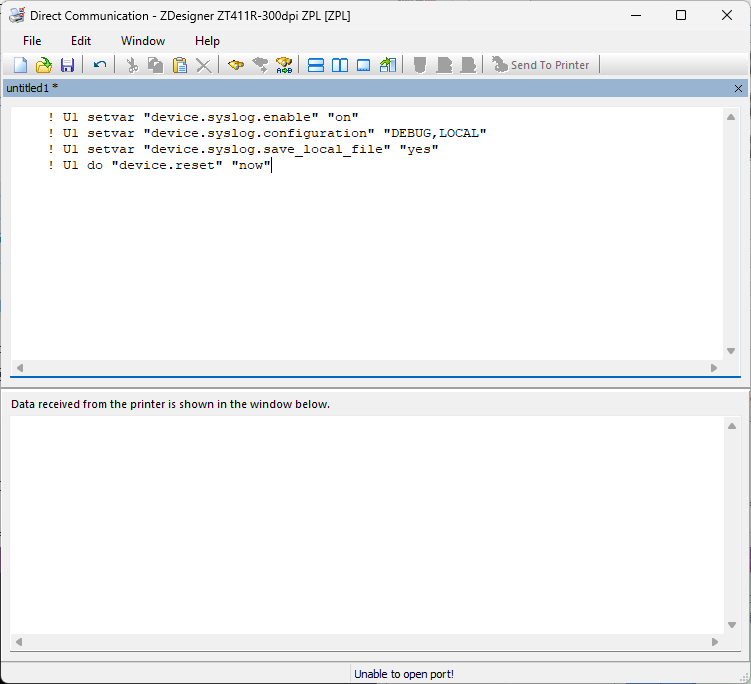 Direct Communication - ZDesigner ZT411R-300dpi ZPL [ZPL]
File Edit Window Help
Send To Printer
untitled1 *
! U1 setvar "device.syslog.enable" "on"
! U1 setvar "device.syslog.configuration" "DEBUG,LOCAL"
! U1 setvar "device.syslog.save_local_file" "yes"
! U1 do "device.reset" "now"
Data received from the printer is shown in the window below.
Unable to open port!